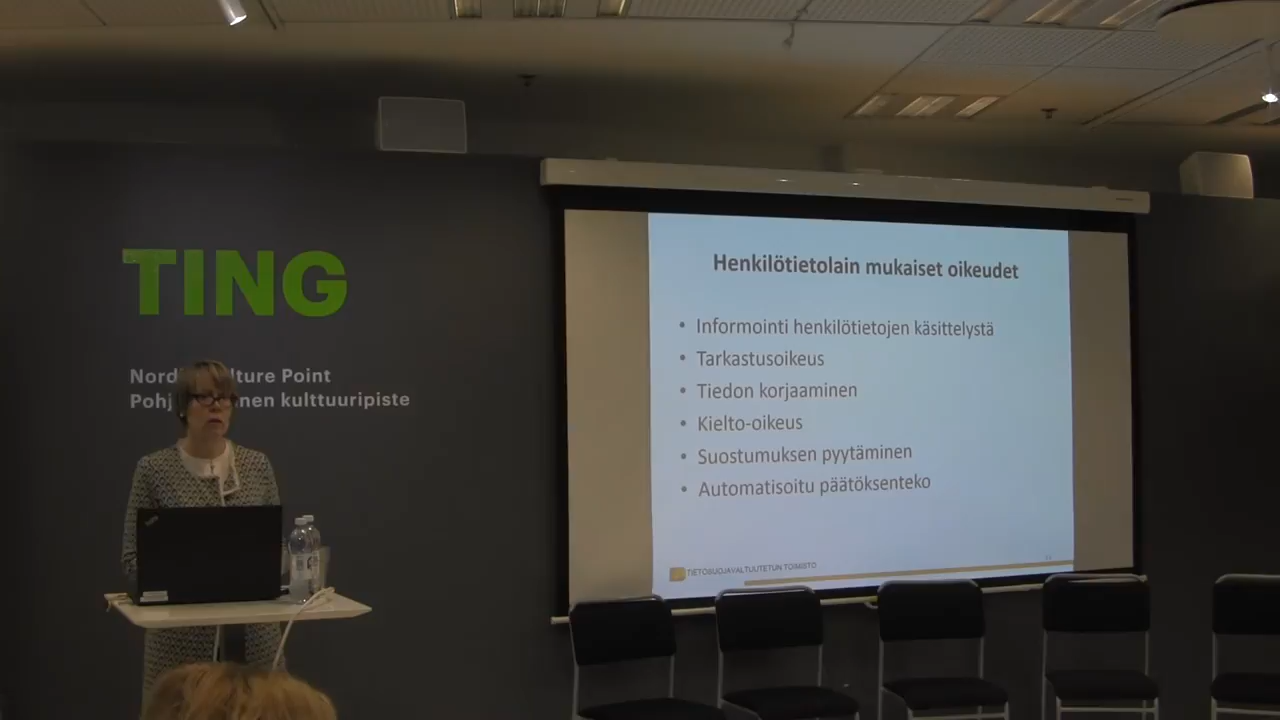 TING
Nord lture Point
Pohj nen kulttuuripiste
Henkilötietolain mukaiset oikeudet
• Informointi henkilötietojen käsittelystä
• Tarkastusoikeus
• Tiedon korjaaminen
• Kielto-oikeus
• Suostumuksen pyytäminen
• Automatisoitu päätöksenteko
TIETOSUOJAVALTUUTETUN TOIMISTO